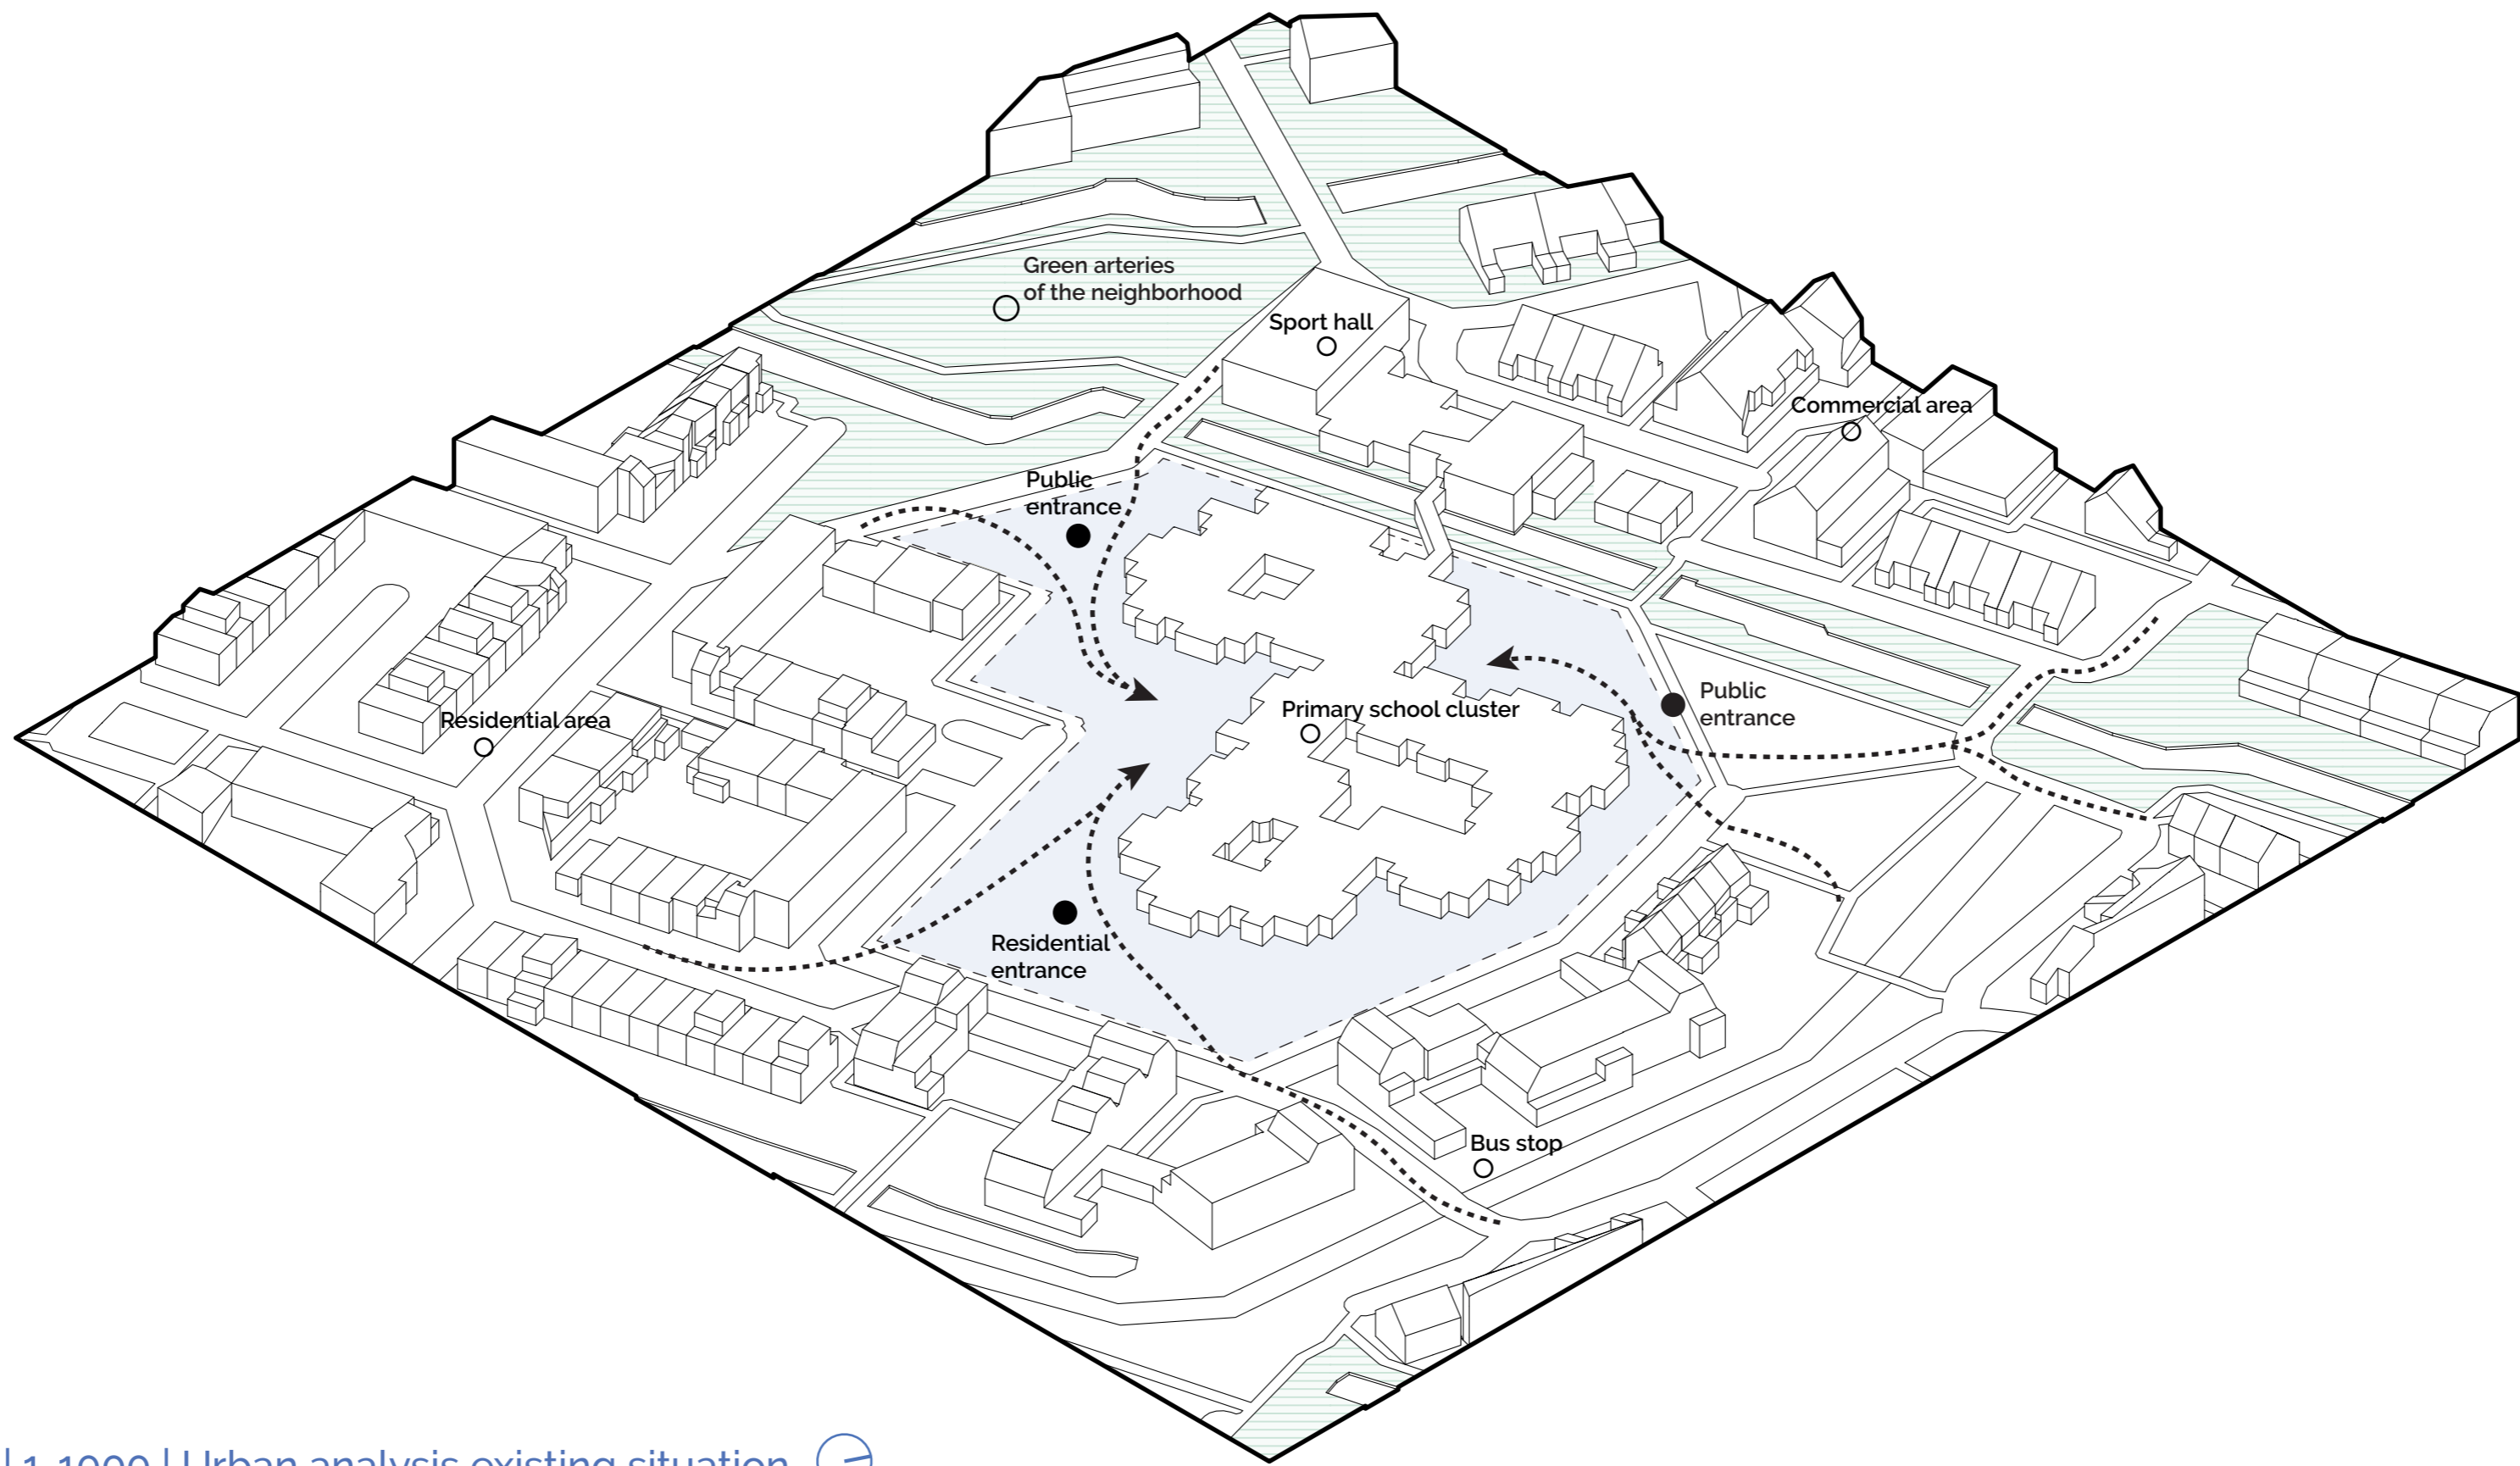 Green arteries
of the neighborhood
Sport hall
Commercial area
Public
entrance
Residential area
Primary school cluster
Public
entrance
Residential
entrance
Bus stop
| 1-1000 | Urban analysis existing situation